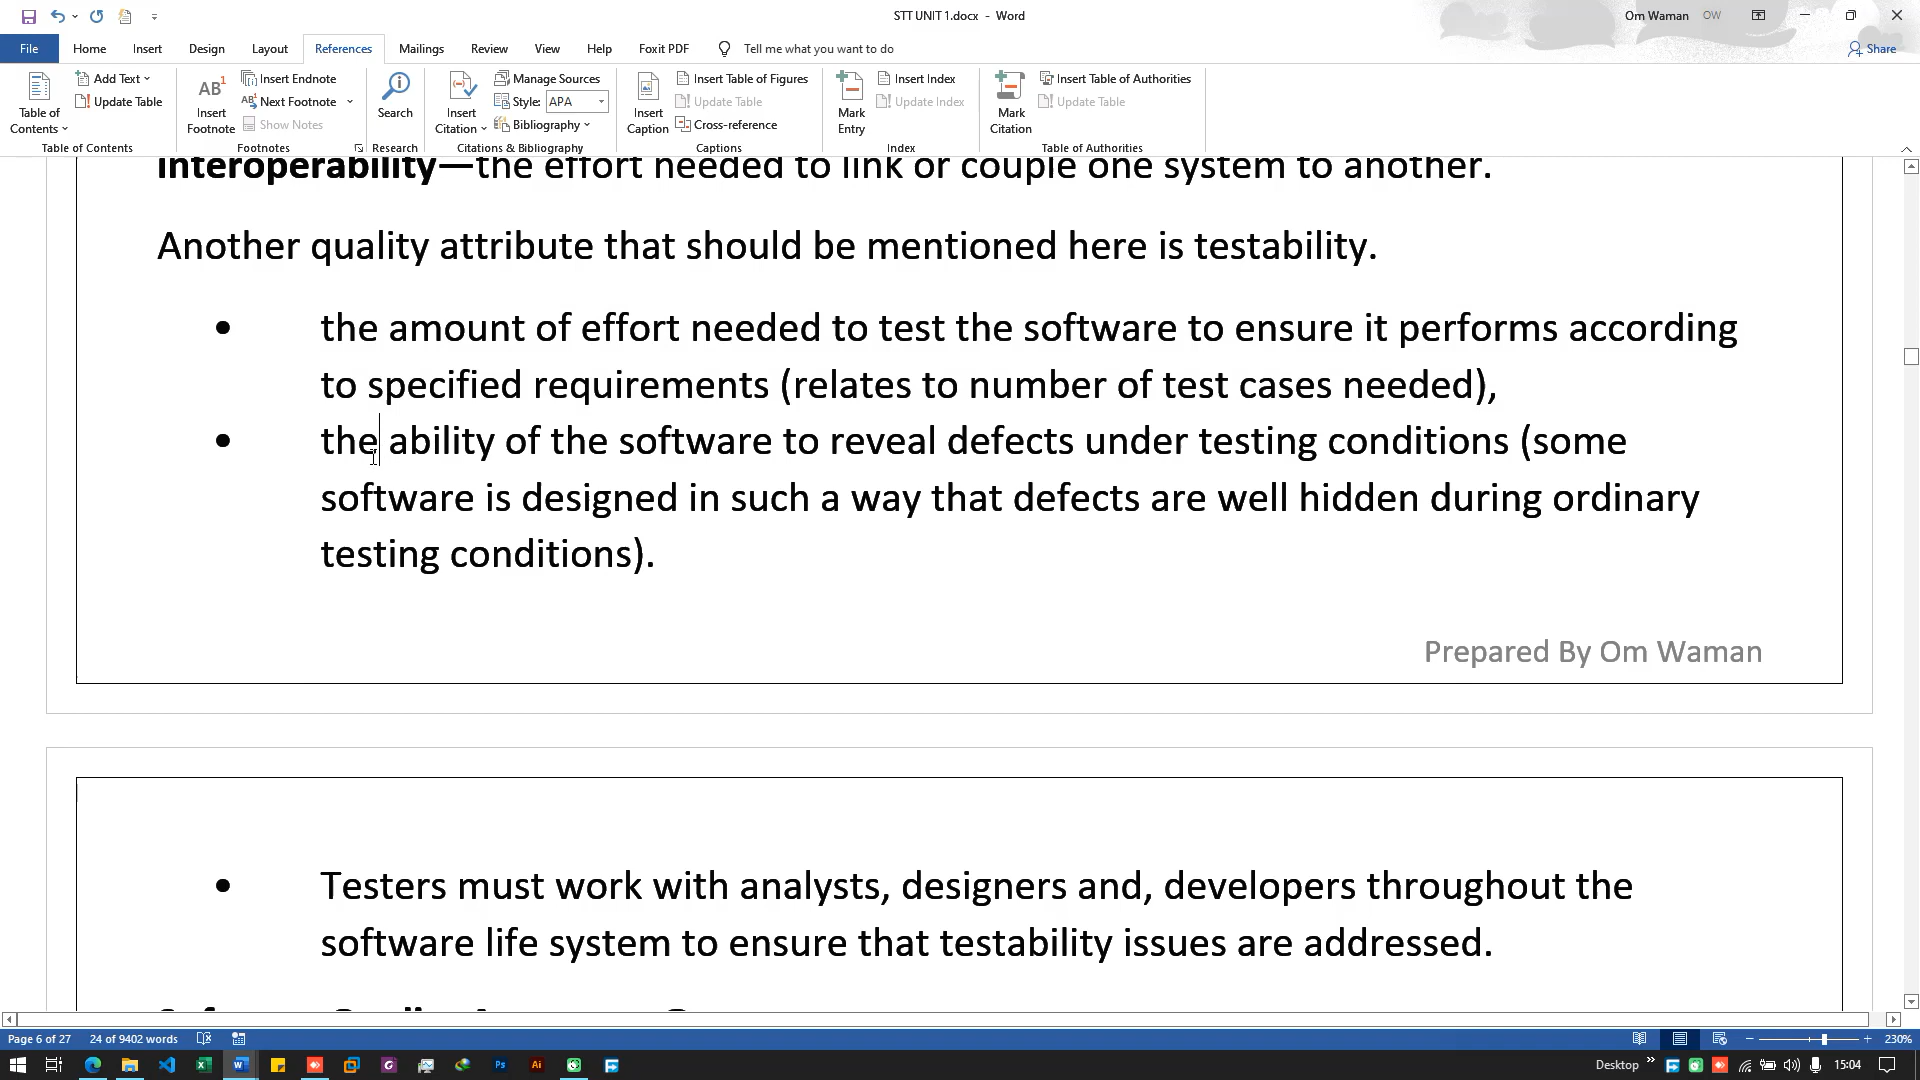 STT UNIT 1.docx - Word
Om Waman OW
File Home Insert Design Layout References Mailings Review View Help Foxit PDF Tell me what you want to do Share
Table of Contents
Add Text
Update Table
Table of Contents
AB¹ Insert Footnote
Insert Endnote
Next Footnote
Show Notes
Footnotes
Search
Research
Insert Citation
Manage Sources
Style: APA
Bibliography
Citations & Bibliography
Insert Caption
Insert Table of Figures
Update Table
Cross-reference
Captions
Mark Entry
Insert Index
Update Index
Index
Mark Citation
Insert Table of Authorities
Update Table
Table of Authorities
interoperability—the effort needed to link or couple one system to another.
Another quality attribute that should be mentioned here is testability.
• the amount of effort needed to test the software to ensure it performs according
to specified requirements (relates to number of test cases needed),
• the ability of the software to reveal defects under testing conditions (some
software is designed in such a way that defects are well hidden during ordinary
testing conditions).
Prepared By Om Waman
• Testers must work with analysts, designers and, developers throughout the
software life system to ensure that testability issues are addressed.
Page 6 of 27 24 of 9402 words 230%
Desktop 15:04